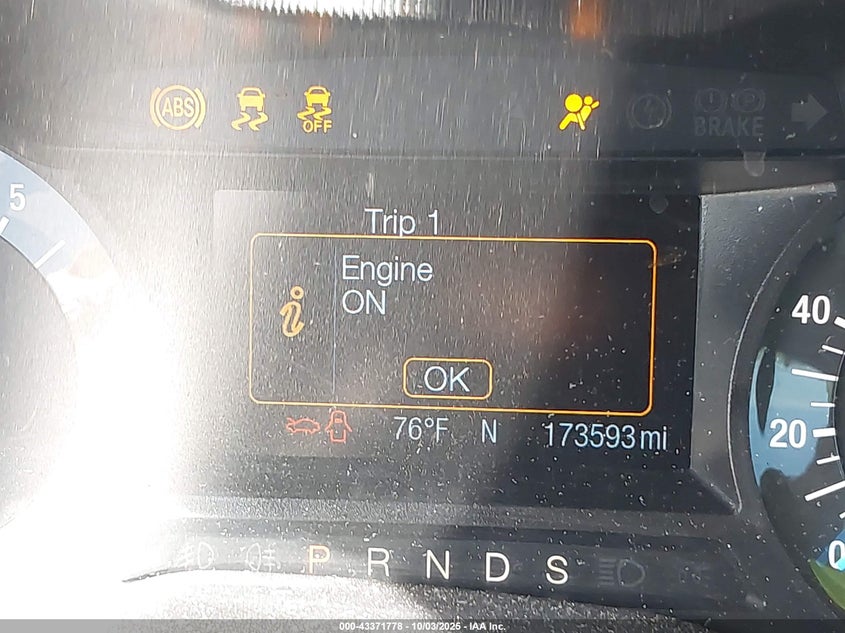 ABS
OFF
BRAKE
5
Trip 1
Engine
ON
OK
76°F N 173593 mi
40
20
0
P R N D S
000-43371778 - 10/03/2025 - IAA Inc.